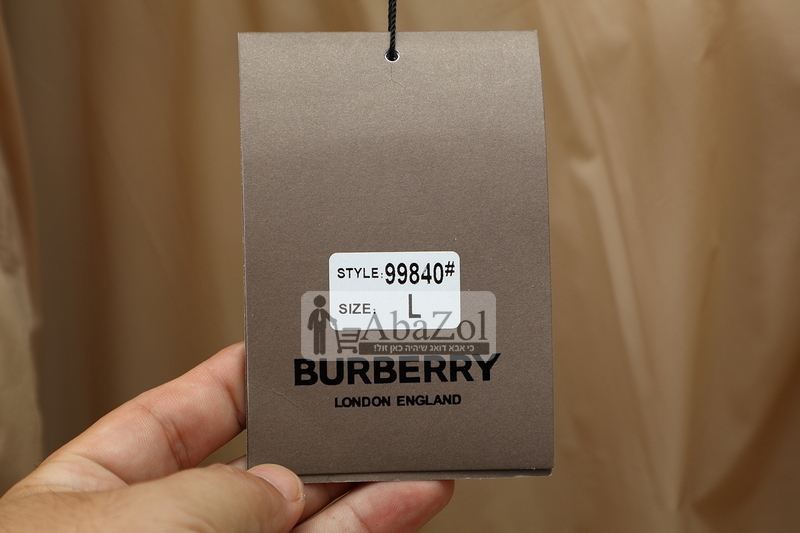 STYLE: 99840#
SIZE: L
AbaZol
כי אבא דואג שיהיה כאן זול!
BURBERRY
LONDON ENGLAND